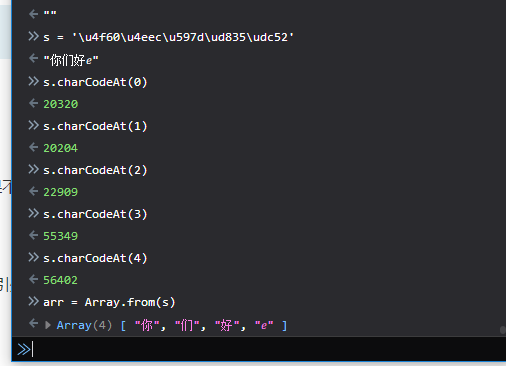 ← ""
>> s = '\u4f60\u4eec\u597d\ud835\udc52'
← "你们好𝑒"
>> s.charCodeAt(0)
← 20320
>> s.charCodeAt(1)
← 20204
>> s.charCodeAt(2)
← 22909
>> s.charCodeAt(3)
← 55349
>> s.charCodeAt(4)
← 56402
>> arr = Array.from(s)
← ▶ Array(4) [ "你", "们", "好", "𝑒" ]
>>